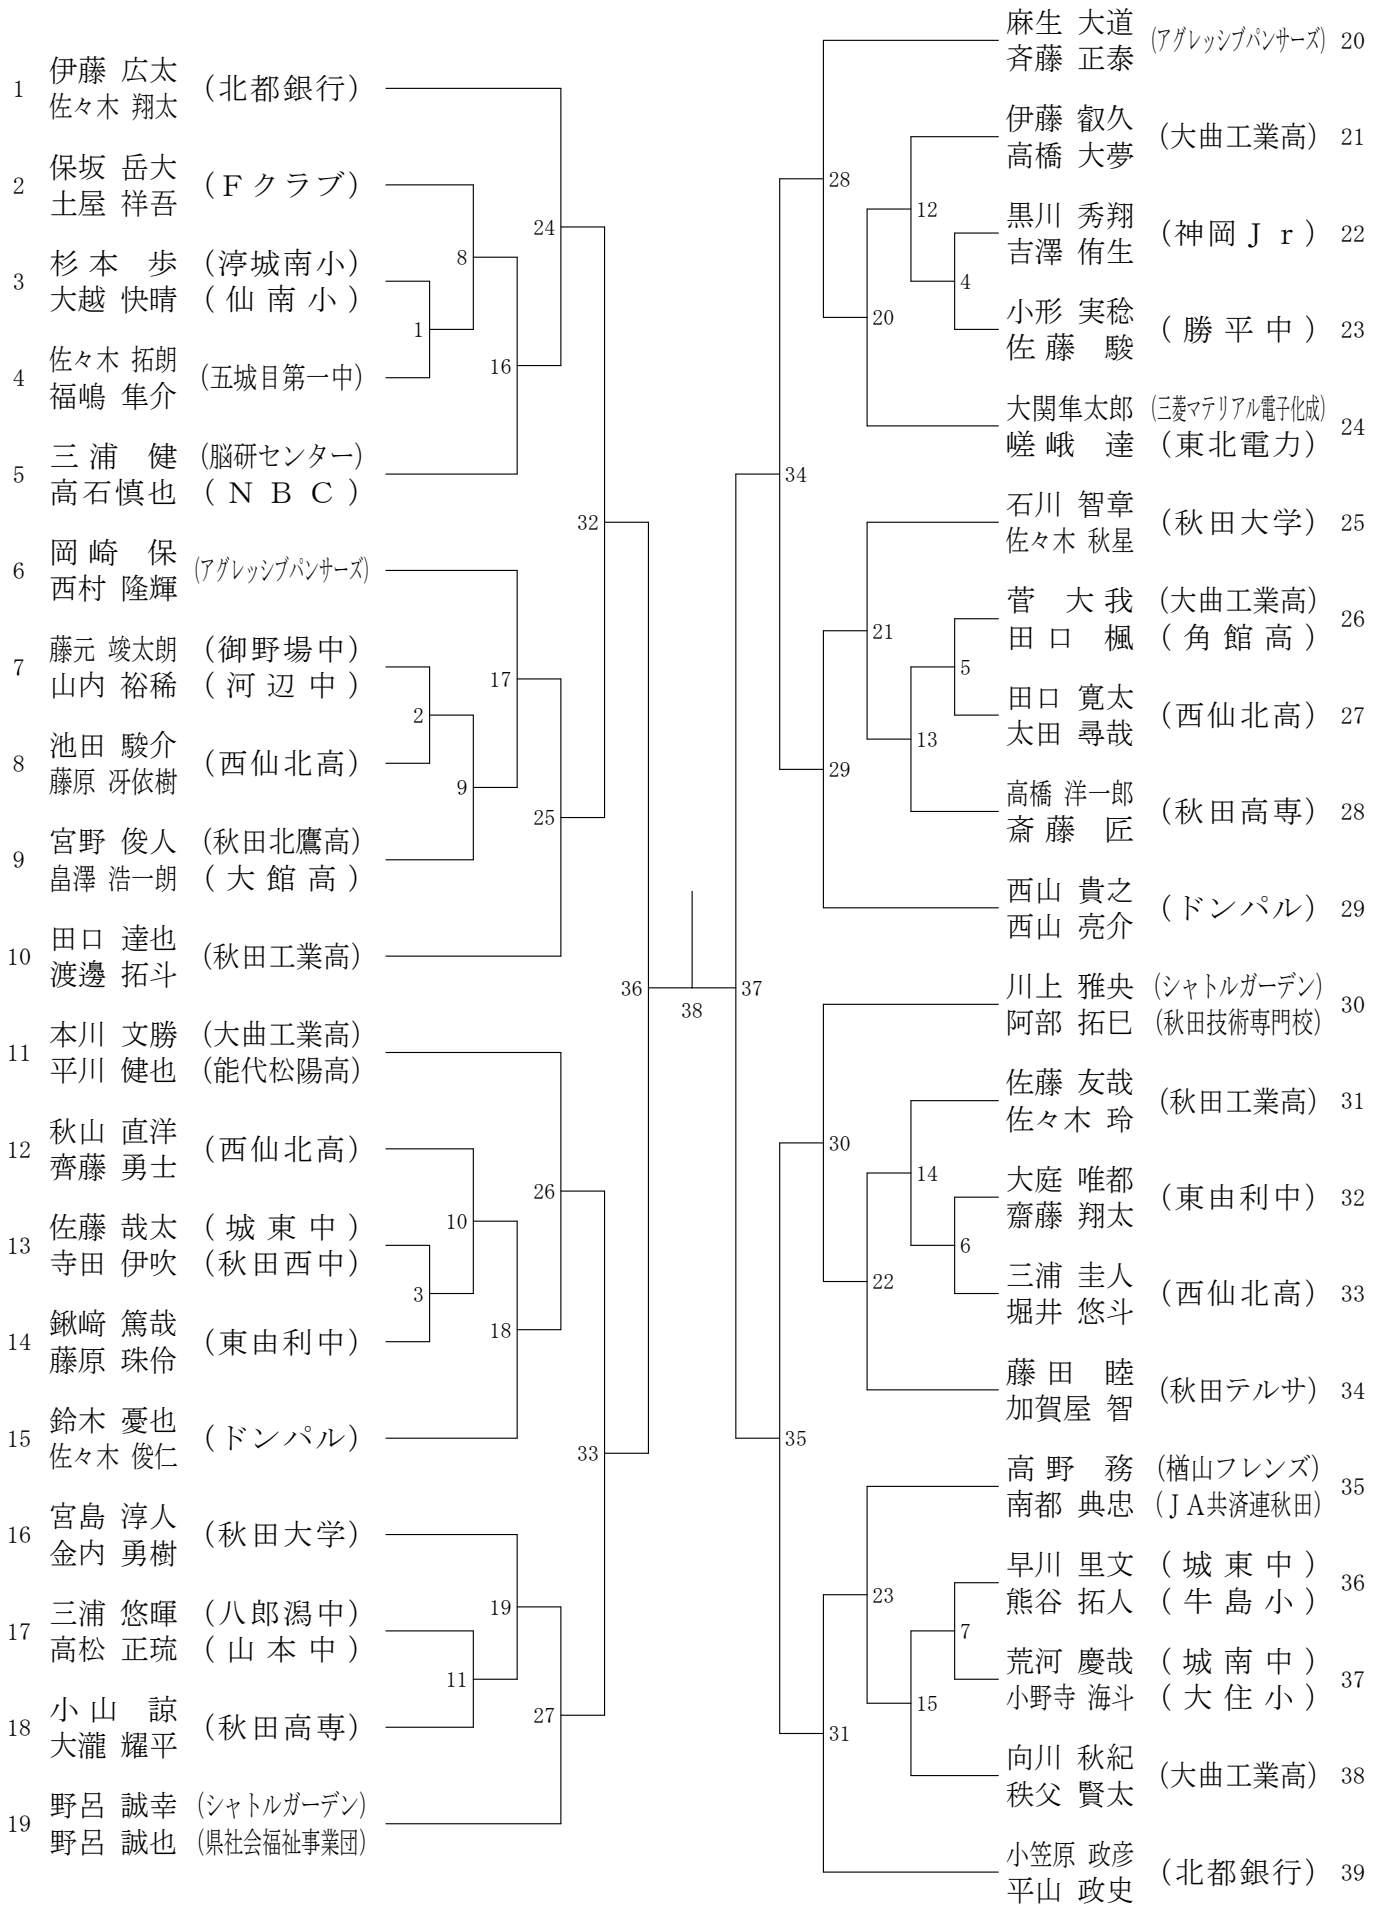 1 伊藤 広太 (北都銀行)
佐々木 翔太
2 保坂 岳大 (Ｆクラブ)
土屋 祥吾
3 杉本 歩 (渟城南小)
大越 快晴 (仙南小)
4 佐々木 拓朗 (五城目第一中)
福嶋 隼介
5 三浦 健 (脳研センター)
高石慎也 (ＮＢＣ)
6 岡崎 保 (アグレッシブパンサーズ)
西村 隆輝
7 藤元 竣太朗 (御野場中)
山内 裕稀 (河辺中)
8 池田 駿介 (西仙北高)
藤原 冴依樹
9 宮野 俊人 (秋田北鷹高)
畠澤 浩一朗 (大館高)
10 田口 達也 (秋田工業高)
渡邊 拓斗
11 本川 文勝 (大曲工業高)
平川 健也 (能代松陽高)
12 秋山 直洋 (西仙北高)
齊藤 勇士
13 佐藤 哉太 (城東中)
寺田 伊吹 (秋田西中)
14 鍬﨑 篤哉 (東由利中)
藤原 珠伶
15 鈴木 憂也 (ドンパル)
佐々木 俊仁
16 宮島 淳人 (秋田大学)
金内 勇樹
17 三浦 悠暉 (八郎潟中)
高松 正琉 (山本中)
18 小山 諒 (秋田高専)
大瀧 耀平
19 野呂 誠幸 (シャトルガーデン)
野呂 誠也 (県社会福祉事業団)
1
2
3
8
9
10
11
16
17
18
19
24
25
26
27
32
33
36
38
37
34
35
28
29
30
31
20
21
22
23
12
13
14
15
4
5
6
7
麻生 大道 (アグレッシブパンサーズ) 20
斉藤 正泰
伊藤 叡久 (大曲工業高) 21
高橋 大夢
黒川 秀翔 (神岡Ｊｒ) 22
吉澤 侑生
小形 実稔 (勝平中) 23
佐藤 駿
大関隼太郎 (三菱マテリアル電子化成) 24
嵯峨 達 (東北電力)
石川 智章 (秋田大学) 25
佐々木 秋星
菅 大我 (大曲工業高) 26
田口 楓 (角館高)
田口 寛太 (西仙北高) 27
太田 尋哉
高橋 洋一郎 (秋田高専) 28
斎藤 匠
西山 貴之 (ドンパル) 29
西山 亮介
川上 雅央 (シャトルガーデン) 30
阿部 拓巳 (秋田技術専門校)
佐藤 友哉 (秋田工業高) 31
佐々木 玲
大庭 唯都 (東由利中) 32
齋藤 翔太
三浦 圭人 (西仙北高) 33
堀井 悠斗
藤田 睦 (秋田テルサ) 34
加賀屋 智
高野 務 (楢山フレンズ) 35
南都 典忠 (ＪＡ共済連秋田)
早川 里文 (城東中) 36
熊谷 拓人 (牛島小)
荒河 慶哉 (城南中) 37
小野寺 海斗 (大住小)
向川 秋紀 (大曲工業高) 38
秩父 賢太
小笠原 政彦 (北都銀行) 39
平山 政史